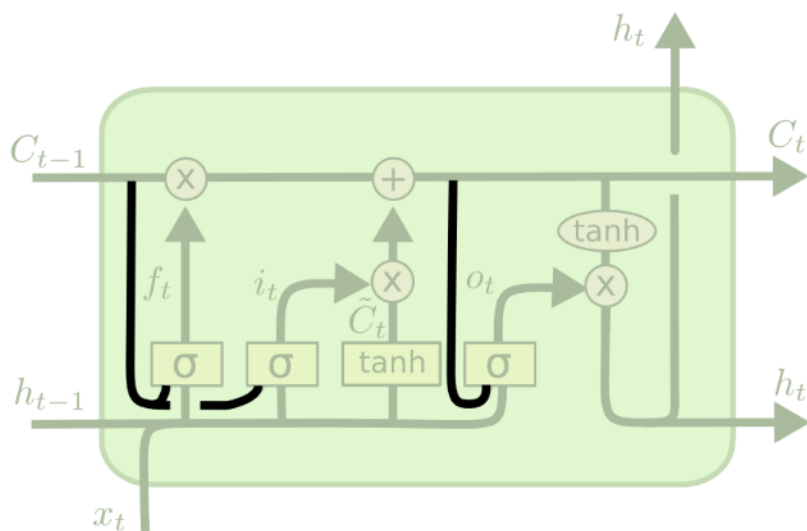 h_t
C_{t-1} × + C_t
tanh
f_t i_t × o_t ×
C̃_t
σ σ tanh σ
h_{t-1} h_t
x_t